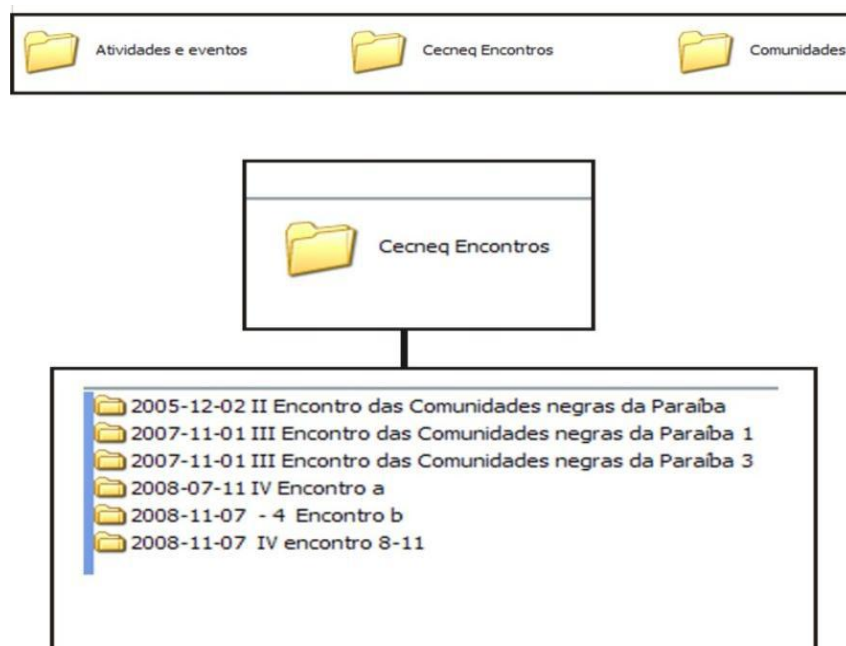 Atividades e eventos Cecneq Encontros Comunidades
Cecneq Encontros
2005-12-02 II Encontro das Comunidades negras da Paraíba
2007-11-01 III Encontro das Comunidades negras da Paraíba 1
2007-11-01 III Encontro das Comunidades negras da Paraíba 3
2008-07-11 IV Encontro a
2008-11-07 - 4 Encontro b
2008-11-07 IV encontro 8-11